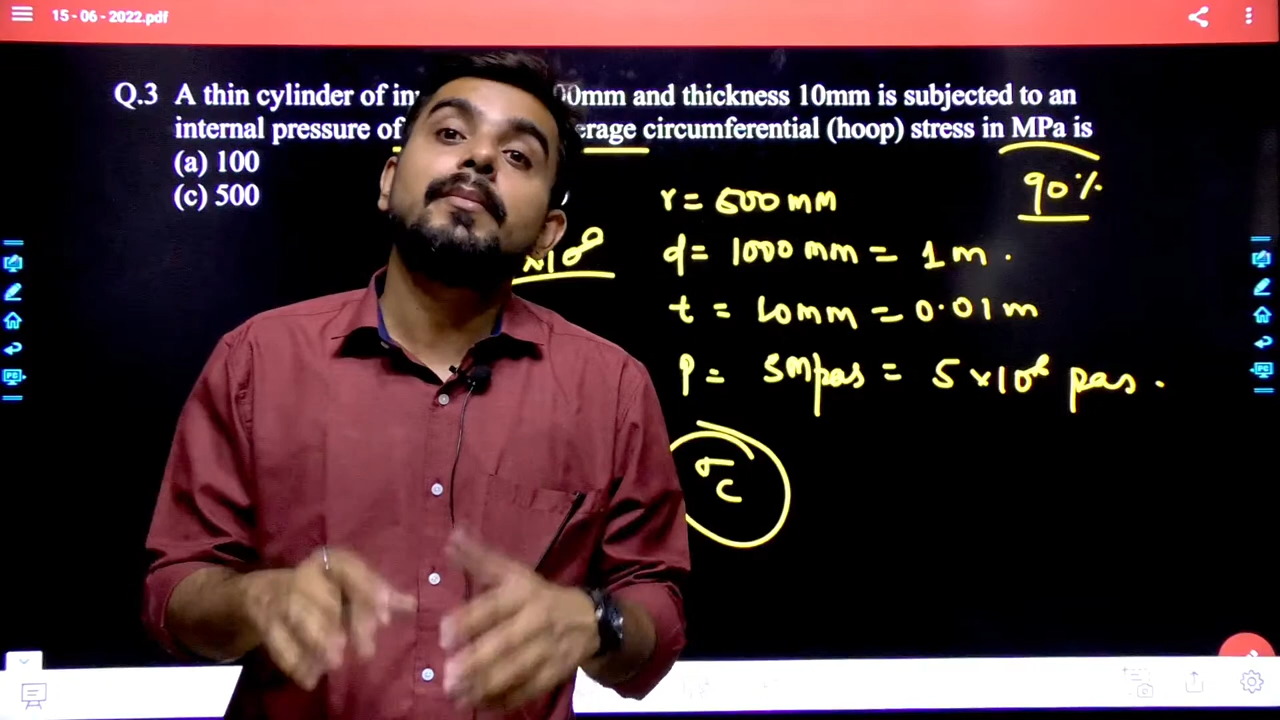 15 - 06 - 2022.pdf
Q.3 A thin cylinder of 00mm and thickness 10mm is subjected to an
internal pressure of erage circumferential (hoop) stress in MPa is
(a) 100
(c) 500
90%
r = 500 mm
d = 1000 mm = 1 m.
t = 10mm = 0.01 m
P = 5Mpas = 5 × 10⁶ pas.
σc
PC
PC